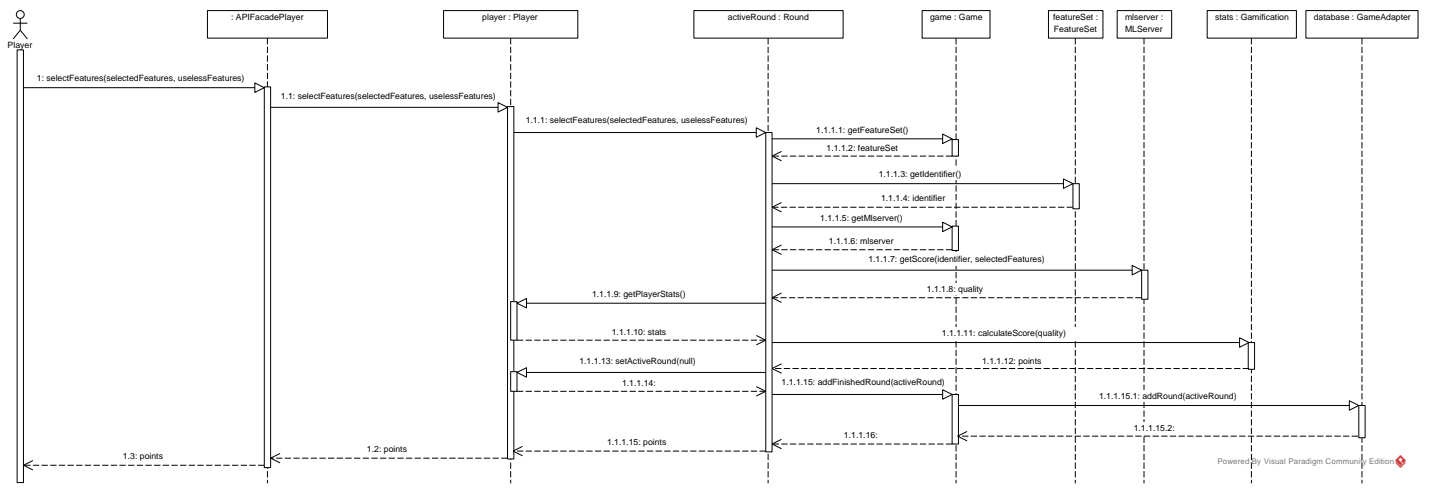 : APIFacadePlayer
player : Player
activeRound : Round
game : Game
featureSet :
FeatureSet
mlserver :
MLServer
stats : Gamification
database : GameAdapter
Player
1: selectFeatures(selectedFeatures, uselessFeatures)
1.1: selectFeatures(selectedFeatures, uselessFeatures)
1.1.1: selectFeatures(selectedFeatures, uselessFeatures)
1.1.1.1: getFeatureSet()
1.1.1.2: featureSet
1.1.1.3: getIdentifier()
1.1.1.4: identifier
1.1.1.5: getMlserver()
1.1.1.6: mlserver
1.1.1.7: getScore(identifier, selectedFeatures)
1.1.1.8: quality
1.1.1.9: getPlayerStats()
1.1.1.10: stats
1.1.1.11: calculateScore(quality)
1.1.1.12: points
1.1.1.13: setActiveRound(null)
1.1.1.14:
1.1.1.15: addFinishedRound(activeRound)
1.1.1.15.1: addRound(activeRound)
1.1.1.15.2:
1.1.1.16:
1.1.1.15: points
1.2: points
1.3: points
Powered By Visual Paradigm Community Edition